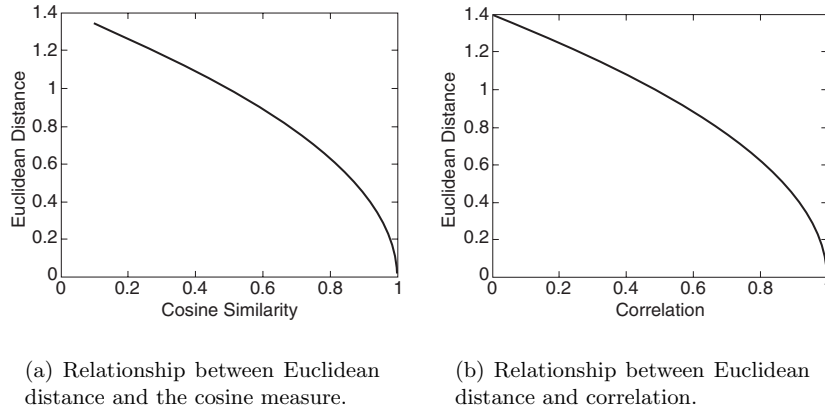 1.4
1.2
1
0.8
0.6
0.4
0.2
0
Euclidean Distance
0 0.2 0.4 0.6 0.8 1
Cosine Similarity
1.4
1.2
1
0.8
0.6
0.4
0.2
0
Euclidean Distance
0 0.2 0.4 0.6 0.8
Correlation
(a) Relationship between Euclidean
distance and the cosine measure.
(b) Relationship between Euclidean
distance and correlation.